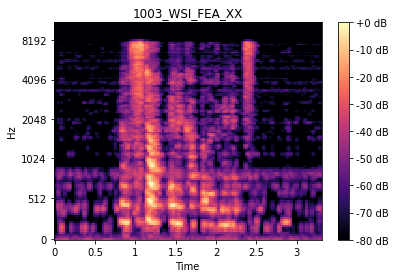 1003_WSI_FEA_XX
8192
4096
2048
1024
512
0
Hz
0
0.5
1
1.5
2
2.5
3
Time
+0 dB
-10 dB
-20 dB
-30 dB
-40 dB
-50 dB
-60 dB
-70 dB
-80 dB